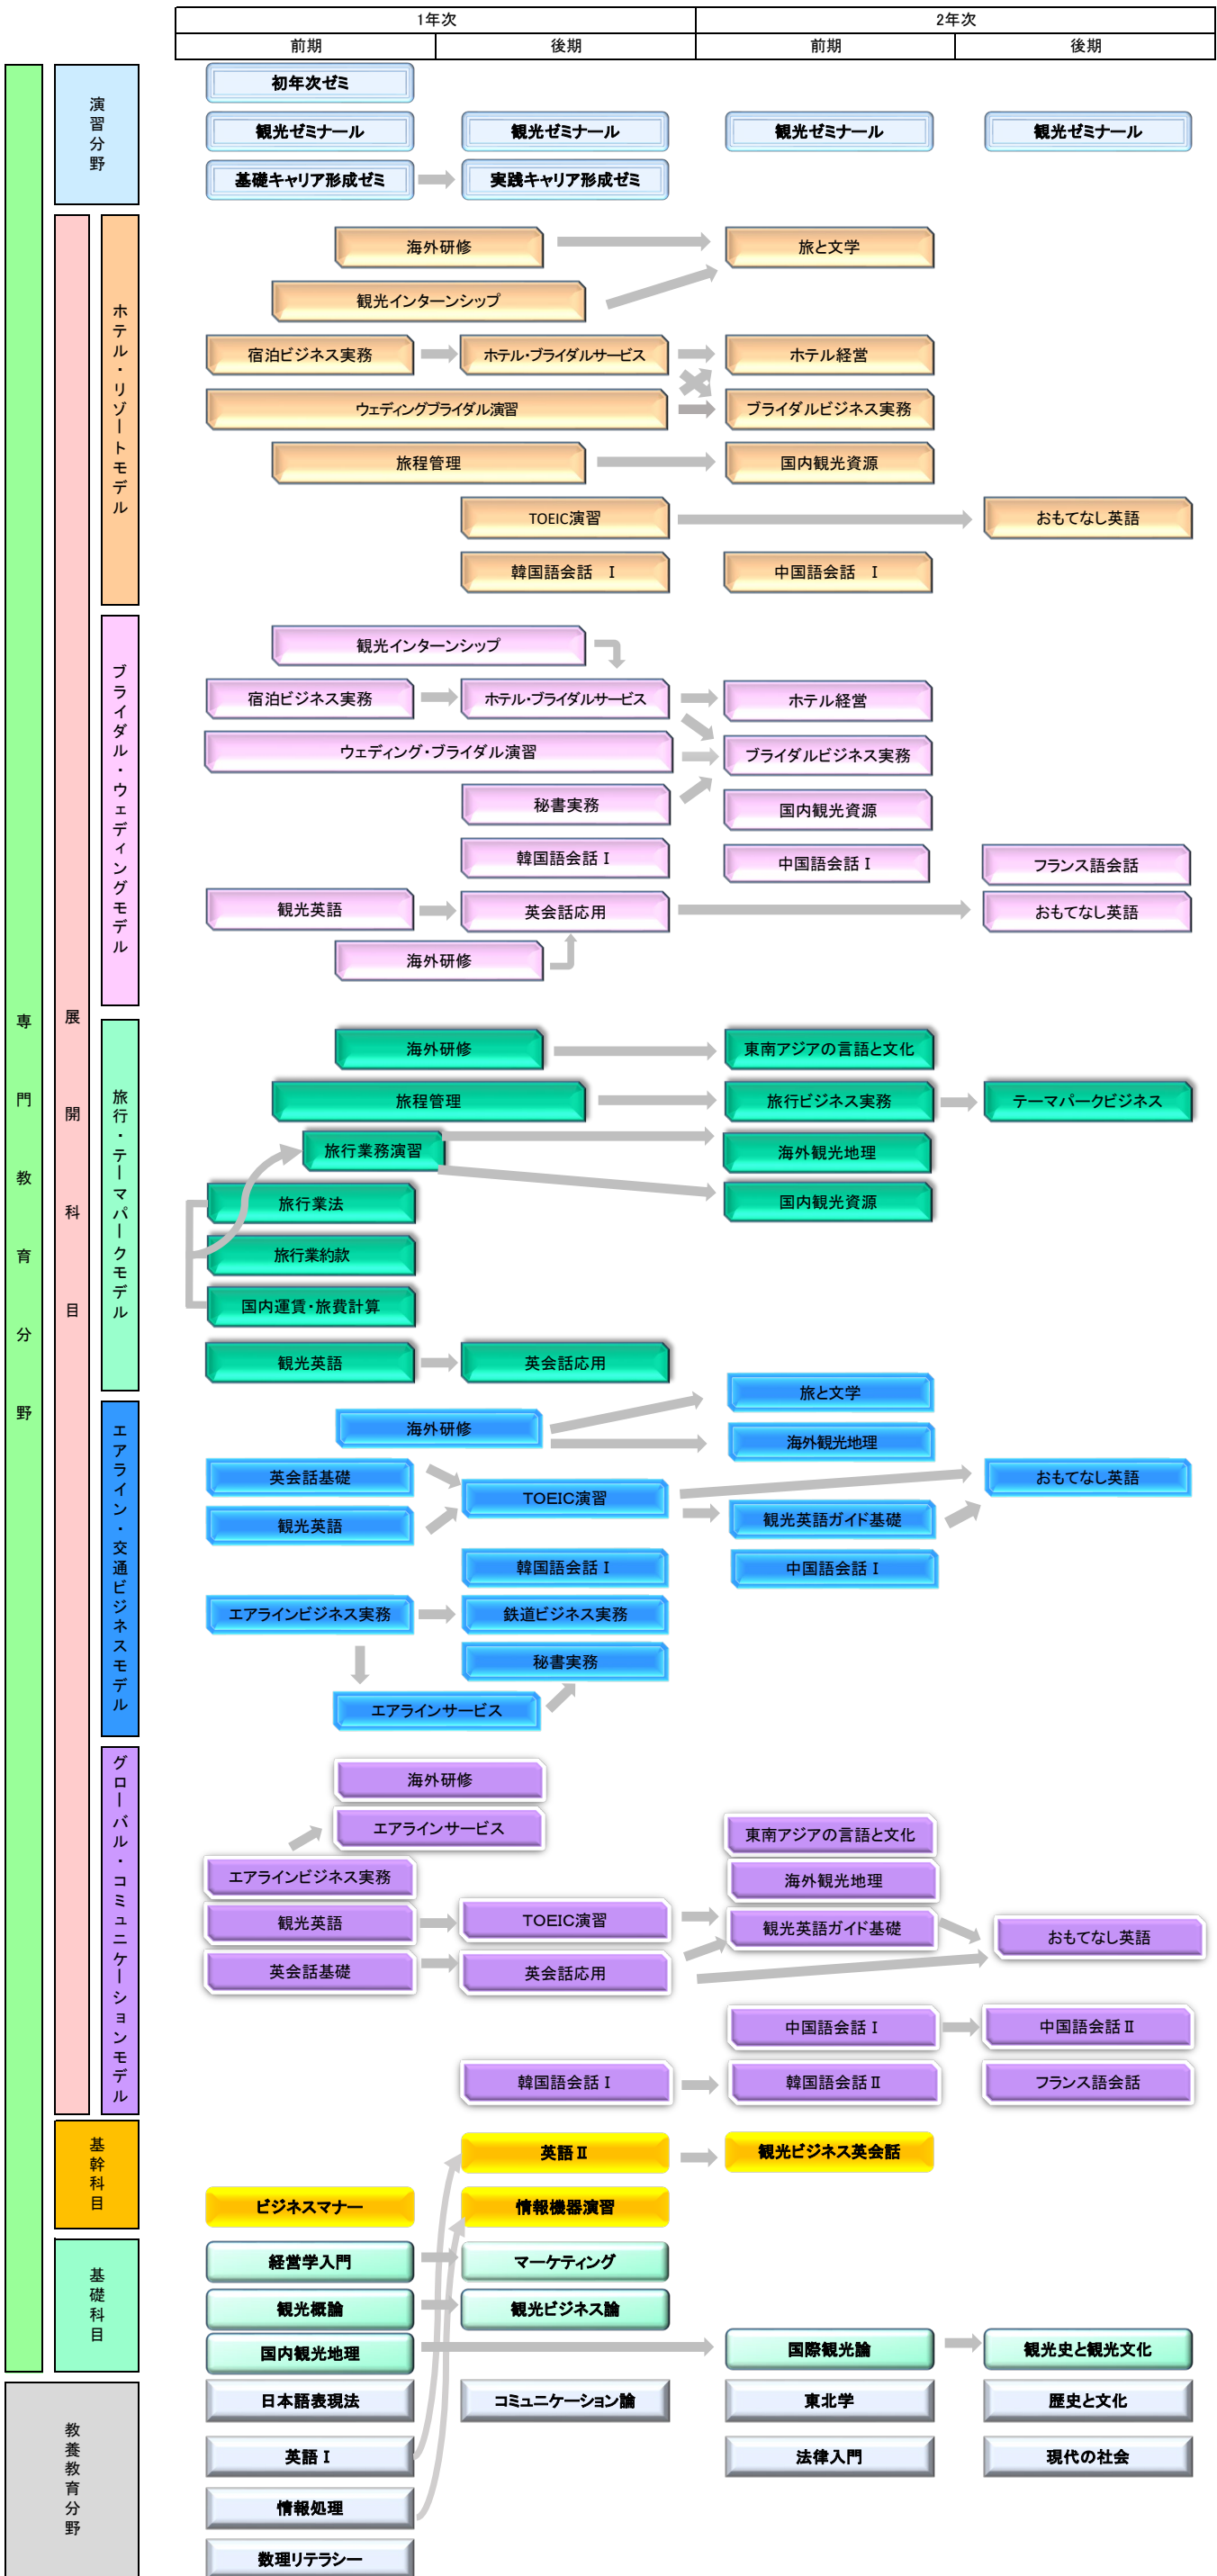 1年次 2年次
前期 後期 前期 後期
専門教育分野
演習分野
初年次ゼミ
観光ゼミナール 観光ゼミナール 観光ゼミナール 観光ゼミナール
基礎キャリア形成ゼミ 実践キャリア形成ゼミ
展開科目
ホテル・リゾートモデル
海外研修 旅と文学
観光インターンシップ
宿泊ビジネス実務 ホテル・ブライダルサービス ホテル経営
ウェディングブライダル演習 ブライダルビジネス実務
旅程管理 国内観光資源
TOEIC演習 おもてなし英語
韓国語会話 Ⅰ 中国語会話 Ⅰ
ブライダル・ウェディングモデル
観光インターンシップ
宿泊ビジネス実務 ホテル・ブライダルサービス ホテル経営
ウェディング・ブライダル演習 ブライダルビジネス実務
秘書実務 国内観光資源
韓国語会話Ⅰ 中国語会話Ⅰ フランス語会話
観光英語 英会話応用 おもてなし英語
海外研修
旅行・テーマパークモデル
海外研修 東南アジアの言語と文化
旅程管理 旅行ビジネス実務 テーマパークビジネス
旅行業務演習 海外観光地理
旅行業法 国内観光資源
旅行業約款
国内運賃・旅費計算
観光英語 英会話応用
エアライン・交通ビジネスモデル
旅と文学
海外研修 海外観光地理
英会話基礎 TOEIC演習 おもてなし英語
観光英語 観光英語ガイド基礎
韓国語会話Ⅰ 中国語会話Ⅰ
エアラインビジネス実務 鉄道ビジネス実務
秘書実務
エアラインサービス
グローバル・コミュニケーションモデル
海外研修
エアラインサービス 東南アジアの言語と文化
エアラインビジネス実務 海外観光地理
観光英語 TOEIC演習 観光英語ガイド基礎 おもてなし英語
英会話基礎 英会話応用
中国語会話Ⅰ 中国語会話Ⅱ
韓国語会話Ⅰ 韓国語会話Ⅱ フランス語会話
基幹科目
英語Ⅱ 観光ビジネス英会話
ビジネスマナー 情報機器演習
基礎科目
経営学入門 マーケティング
観光概論 観光ビジネス論
国内観光地理 国際観光論 観光史と観光文化
教養教育分野
日本語表現法 コミュニケーション論 東北学 歴史と文化
英語Ⅰ 法律入門 現代の社会
情報処理
数理リテラシー